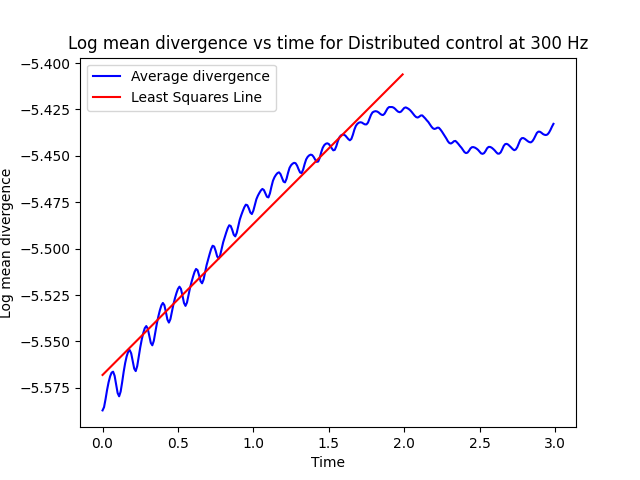 Log mean divergence vs time for Distributed control at 300 Hz
Average divergence
Least Squares Line
−5.400
−5.425
−5.450
−5.475
−5.500
−5.525
−5.550
−5.575
Log mean divergence
0.0 0.5 1.0 1.5 2.0 2.5 3.0
Time